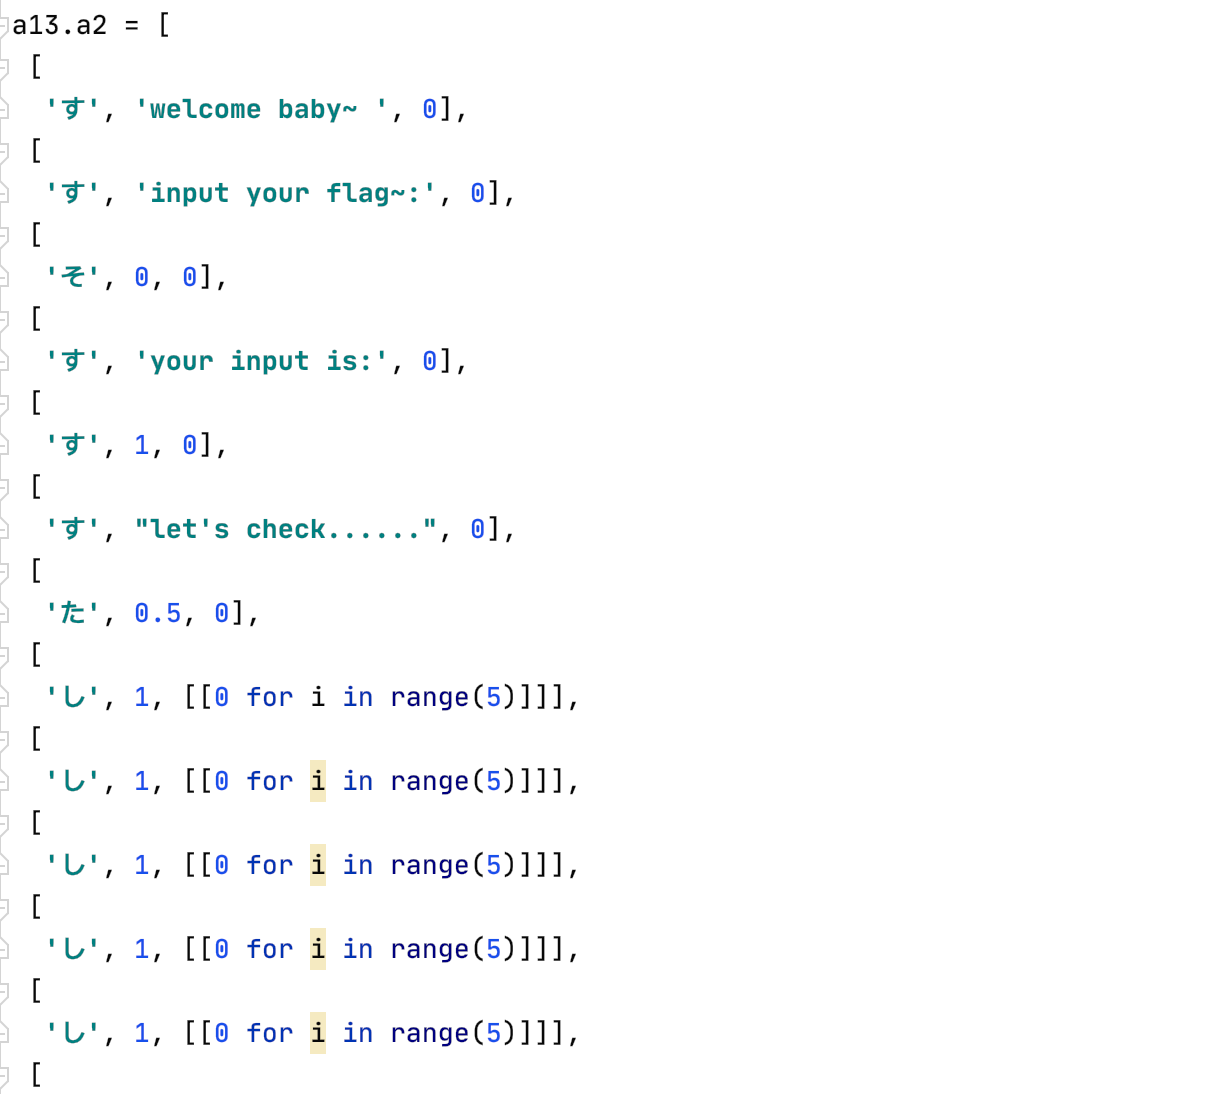 a13.a2 = [
[
'す', 'welcome baby~ ', 0],
[
'す', 'input your flag~:', 0],
[
'そ', 0, 0],
[
'す', 'your input is:', 0],
[
'す', 1, 0],
[
'す', "let's check......", 0],
[
'た', 0.5, 0],
[
'し', 1, [[0 for i in range(5)]]],
[
'し', 1, [[0 for i in range(5)]]],
[
'し', 1, [[0 for i in range(5)]]],
[
'し', 1, [[0 for i in range(5)]]],
[
'し', 1, [[0 for i in range(5)]]],
[